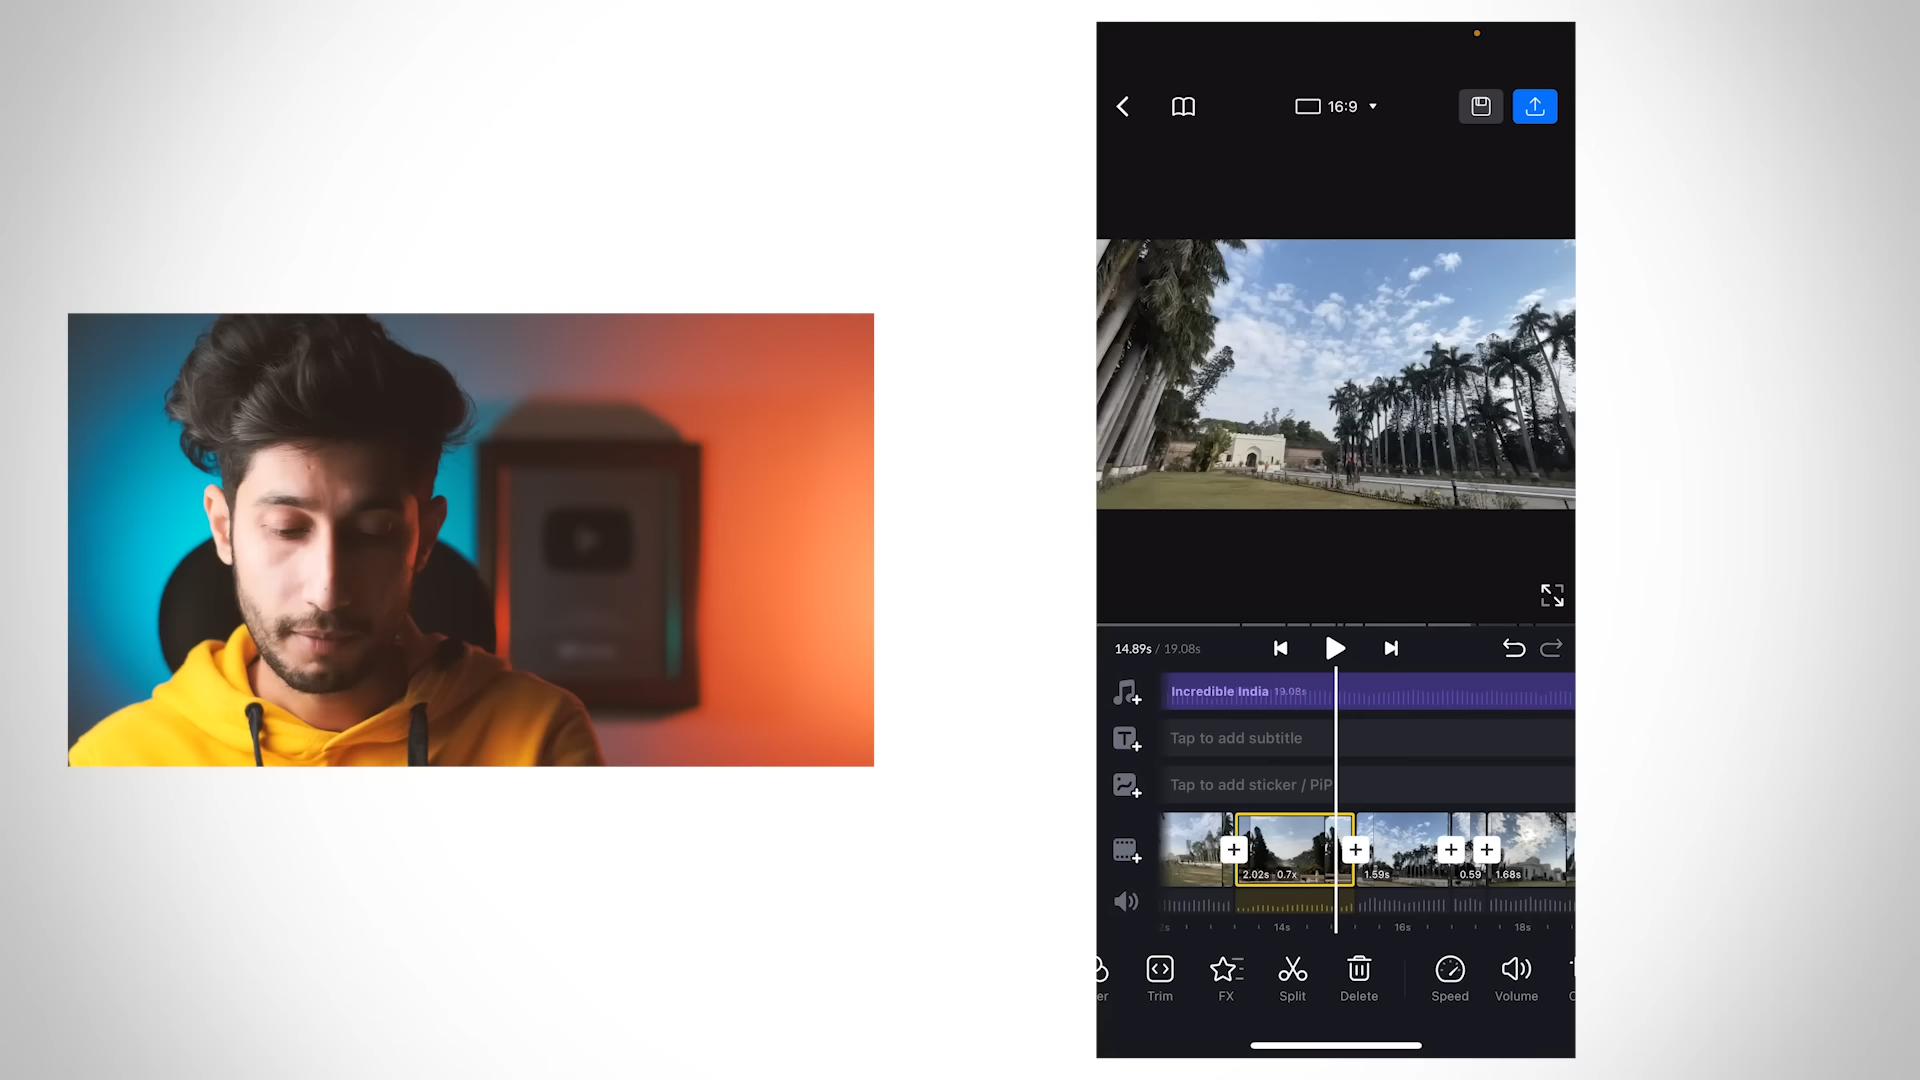 16:9
14.89s / 19.08s
Incredible India 19.08s
Tap to add subtitle
Tap to add sticker / PiP
2.02s 0.7x
1.59s
0.59
1.68s
2s
14s
16s
18s
er
Trim
FX
Split
Delete
Speed
Volume